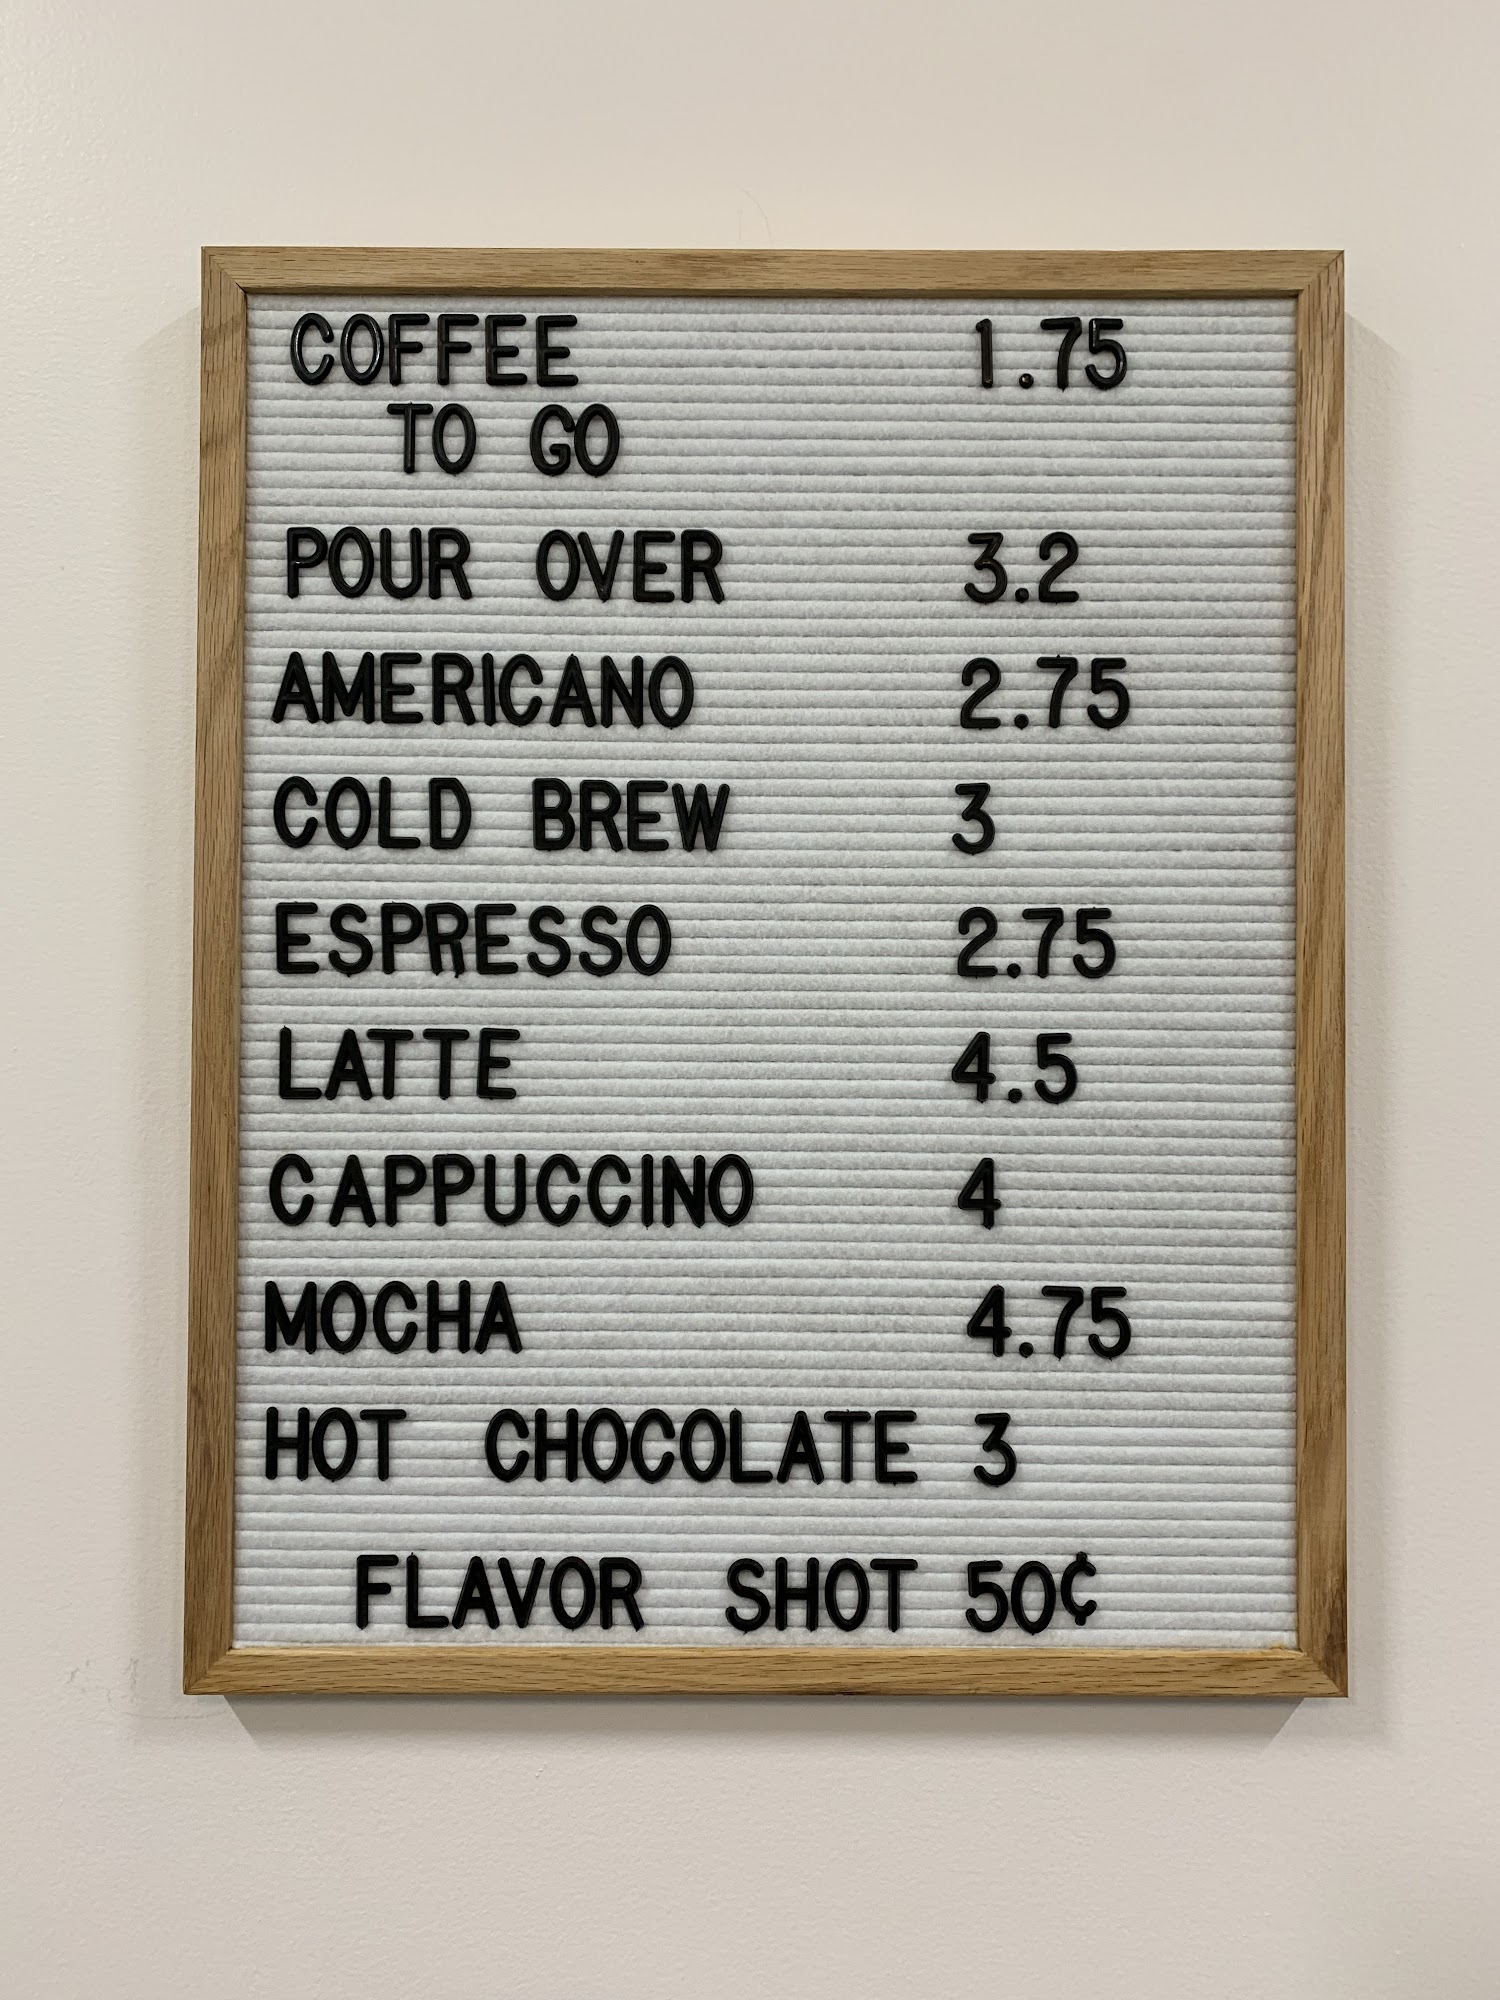 COFFEE 1.75
TO GO
POUR OVER 3.2
AMERICANO 2.75
COLD BREW 3
ESPRESSO 2.75
LATTE 4.5
CAPPUCCINO 4
MOCHA 4.75
HOT CHOCOLATE 3
FLAVOR SHOT 50¢